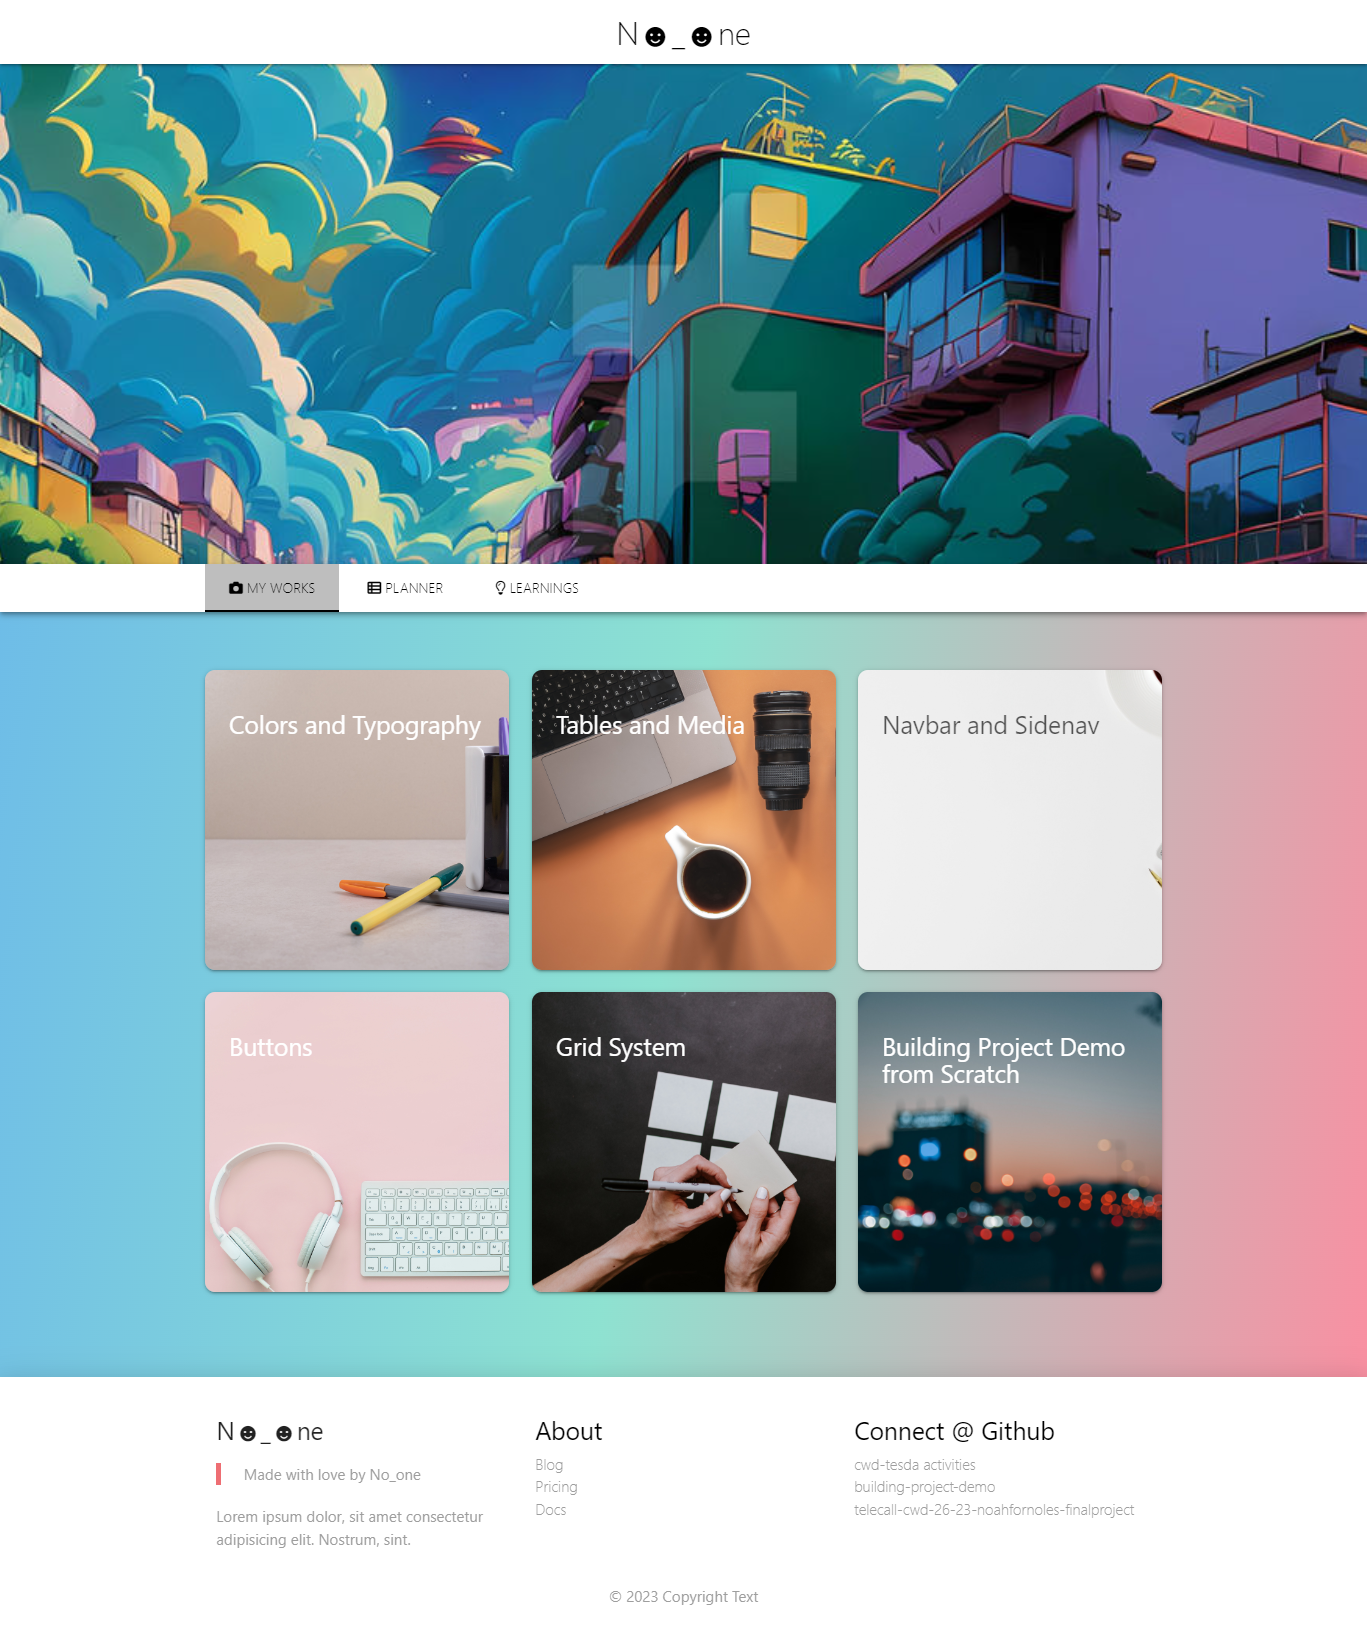 N☻_☻ne
MY WORKS
PLANNER
LEARNINGS
Colors and Typography
Tables and Media
Navbar and Sidenav
Buttons
Grid System
Building Project Demo
from Scratch
N☻_☻ne
Made with love by No_one
Lorem ipsum dolor, sit amet consectetur
adipisicing elit. Nostrum, sint.
About
Blog
Pricing
Docs
Connect @ Github
cwd-tesda activities
building-project-demo
telecall-cwd-26-23-noahfornoles-finalproject
© 2023 Copyright Text